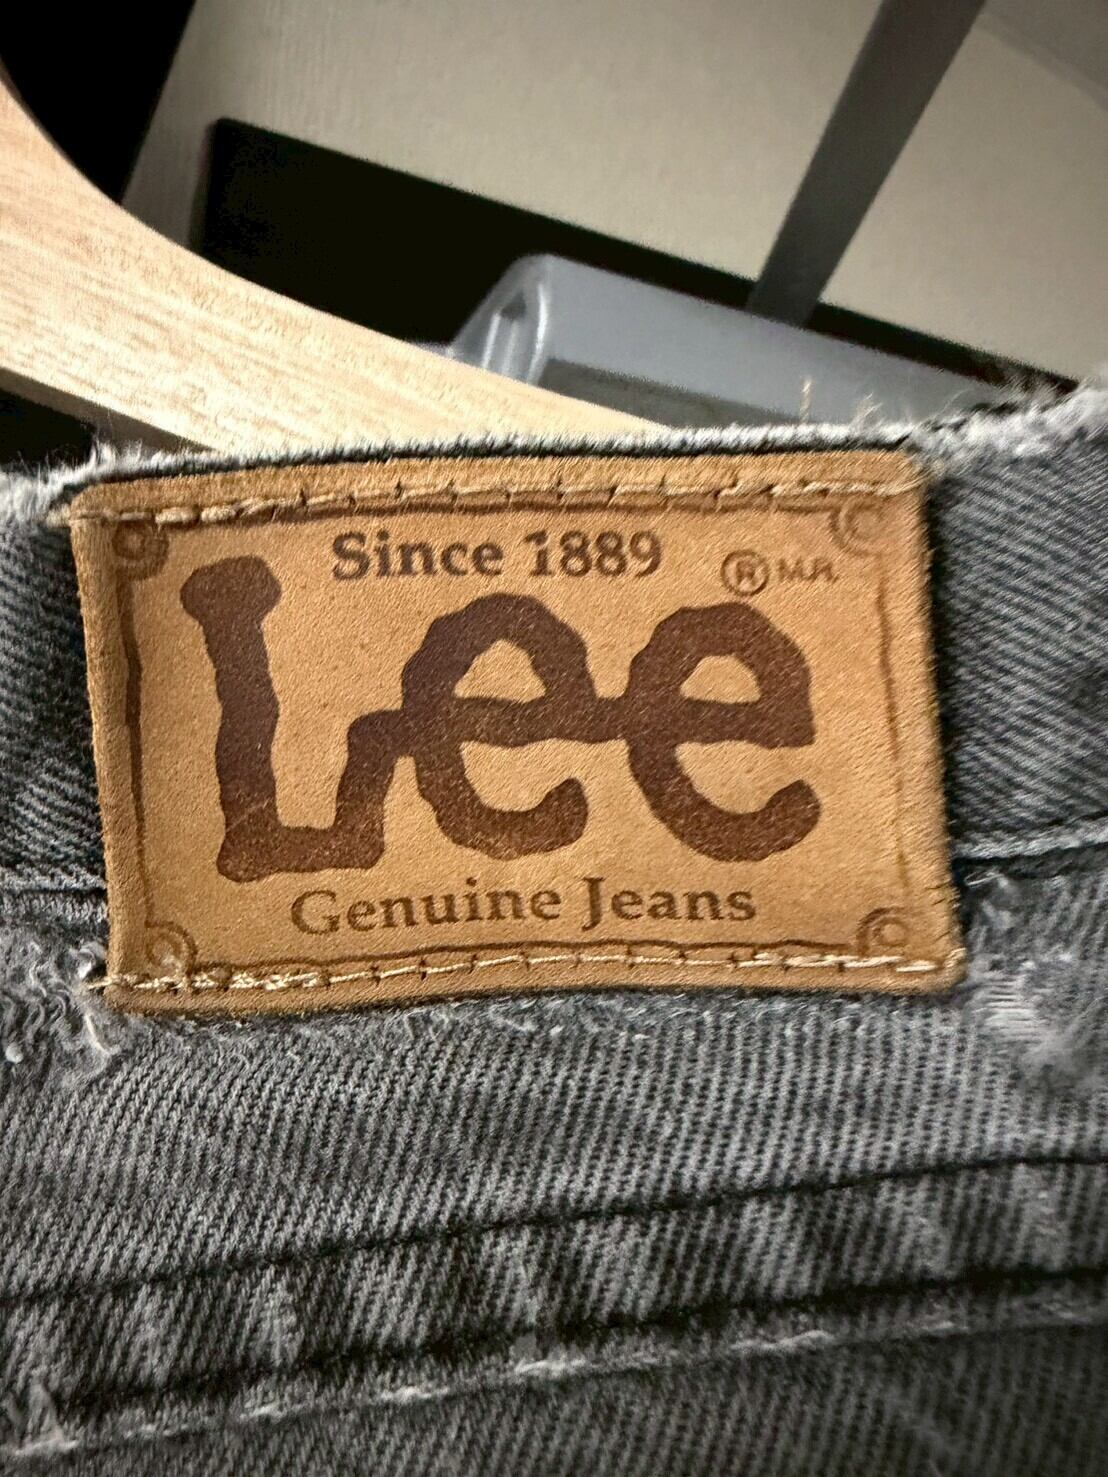 Since 1889
® M.R.
Lee
Genuine Jeans